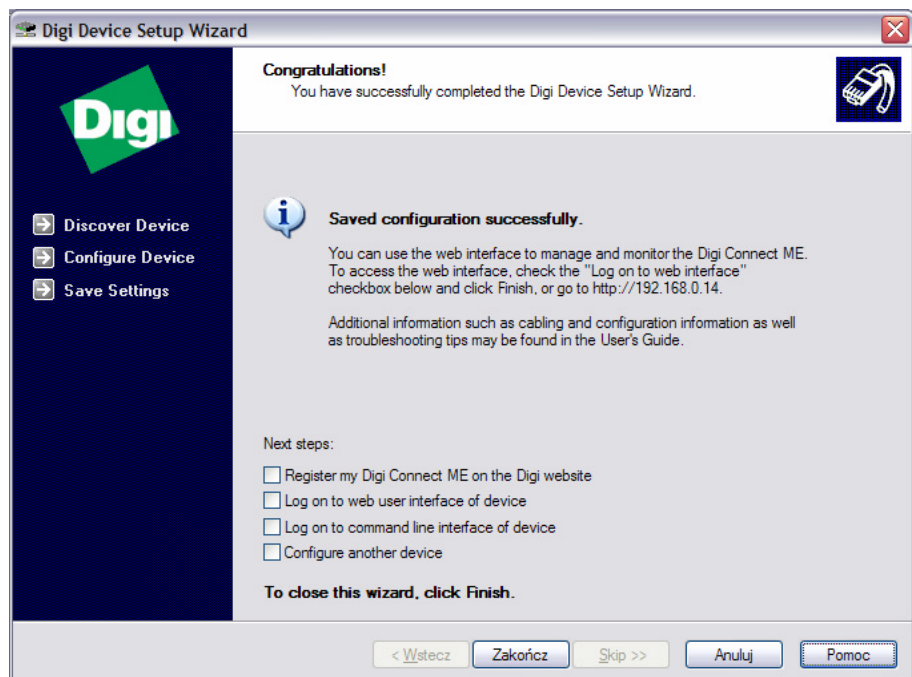 Digi Device Setup Wizard
Digi
Congratulations!
You have successfully completed the Digi Device Setup Wizard.
Discover Device
Configure Device
Save Settings
Saved configuration successfully.
You can use the web interface to manage and monitor the Digi Connect ME.
To access the web interface, check the "Log on to web interface"
checkbox below and click Finish, or go to http://192.168.0.14.
Additional information such as cabling and configuration information as well
as troubleshooting tips may be found in the User's Guide.
Next steps:
Register my Digi Connect ME on the Digi website
Log on to web user interface of device
Log on to command line interface of device
Configure another device
To close this wizard, click Finish.
< Wstecz Zakończ Skip >> Anuluj Pomoc